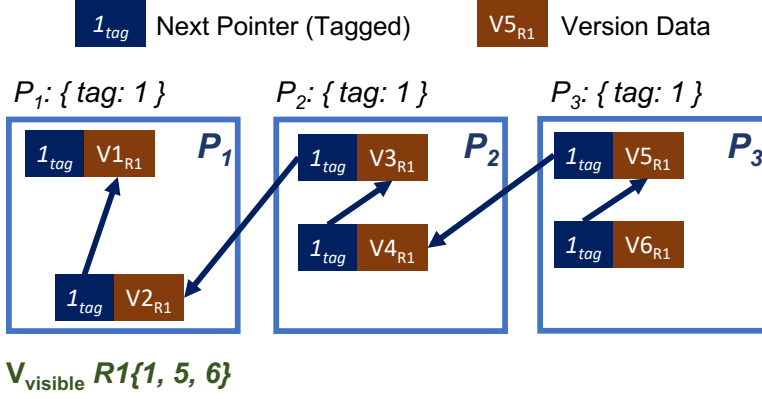 1tag Next Pointer (Tagged) V5R1 Version Data
P1: { tag: 1 } P2: { tag: 1 } P3: { tag: 1 }
1tag V1R1 P1 1tag V3R1 P2 1tag V5R1 P3
1tag V4R1 1tag V6R1
1tag V2R1
Vvisible R1{1, 5, 6}